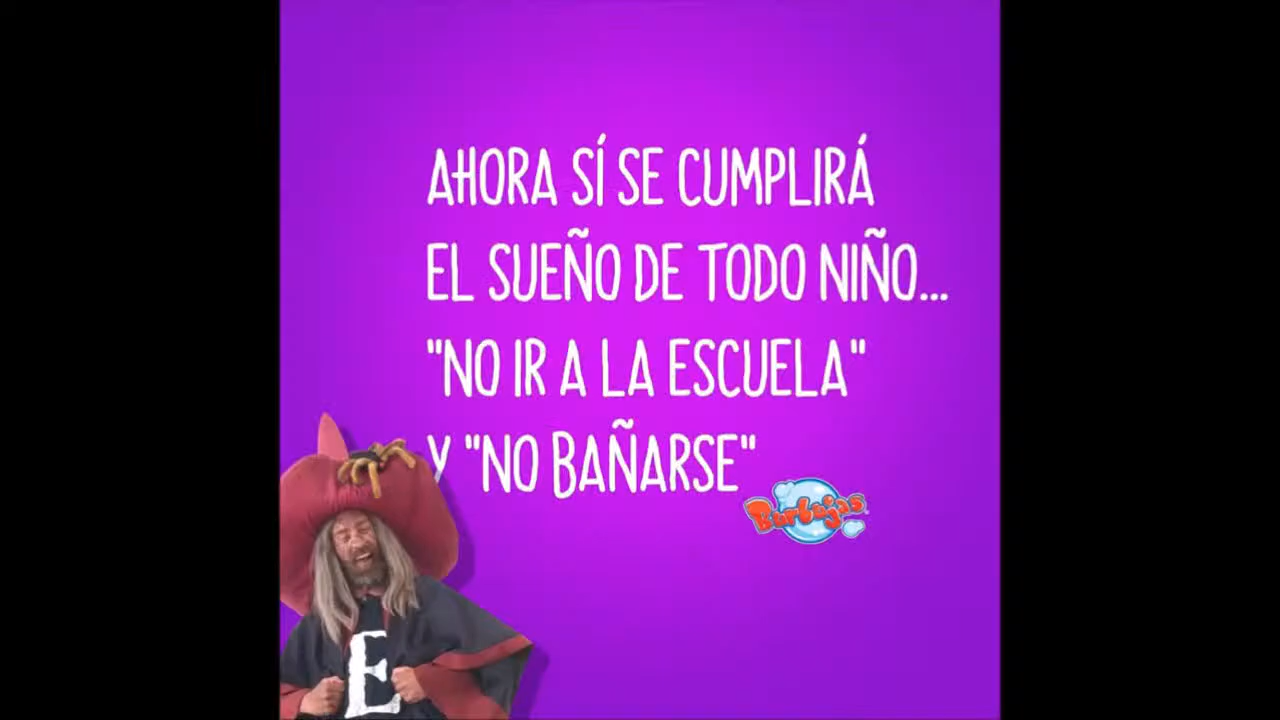 AHORA SÍ SE CUMPLIRÁ
EL SUEÑO DE TODO NIÑO...
"NO IR A LA ESCUELA"
Y "NO BAÑARSE"
Burbujas
E